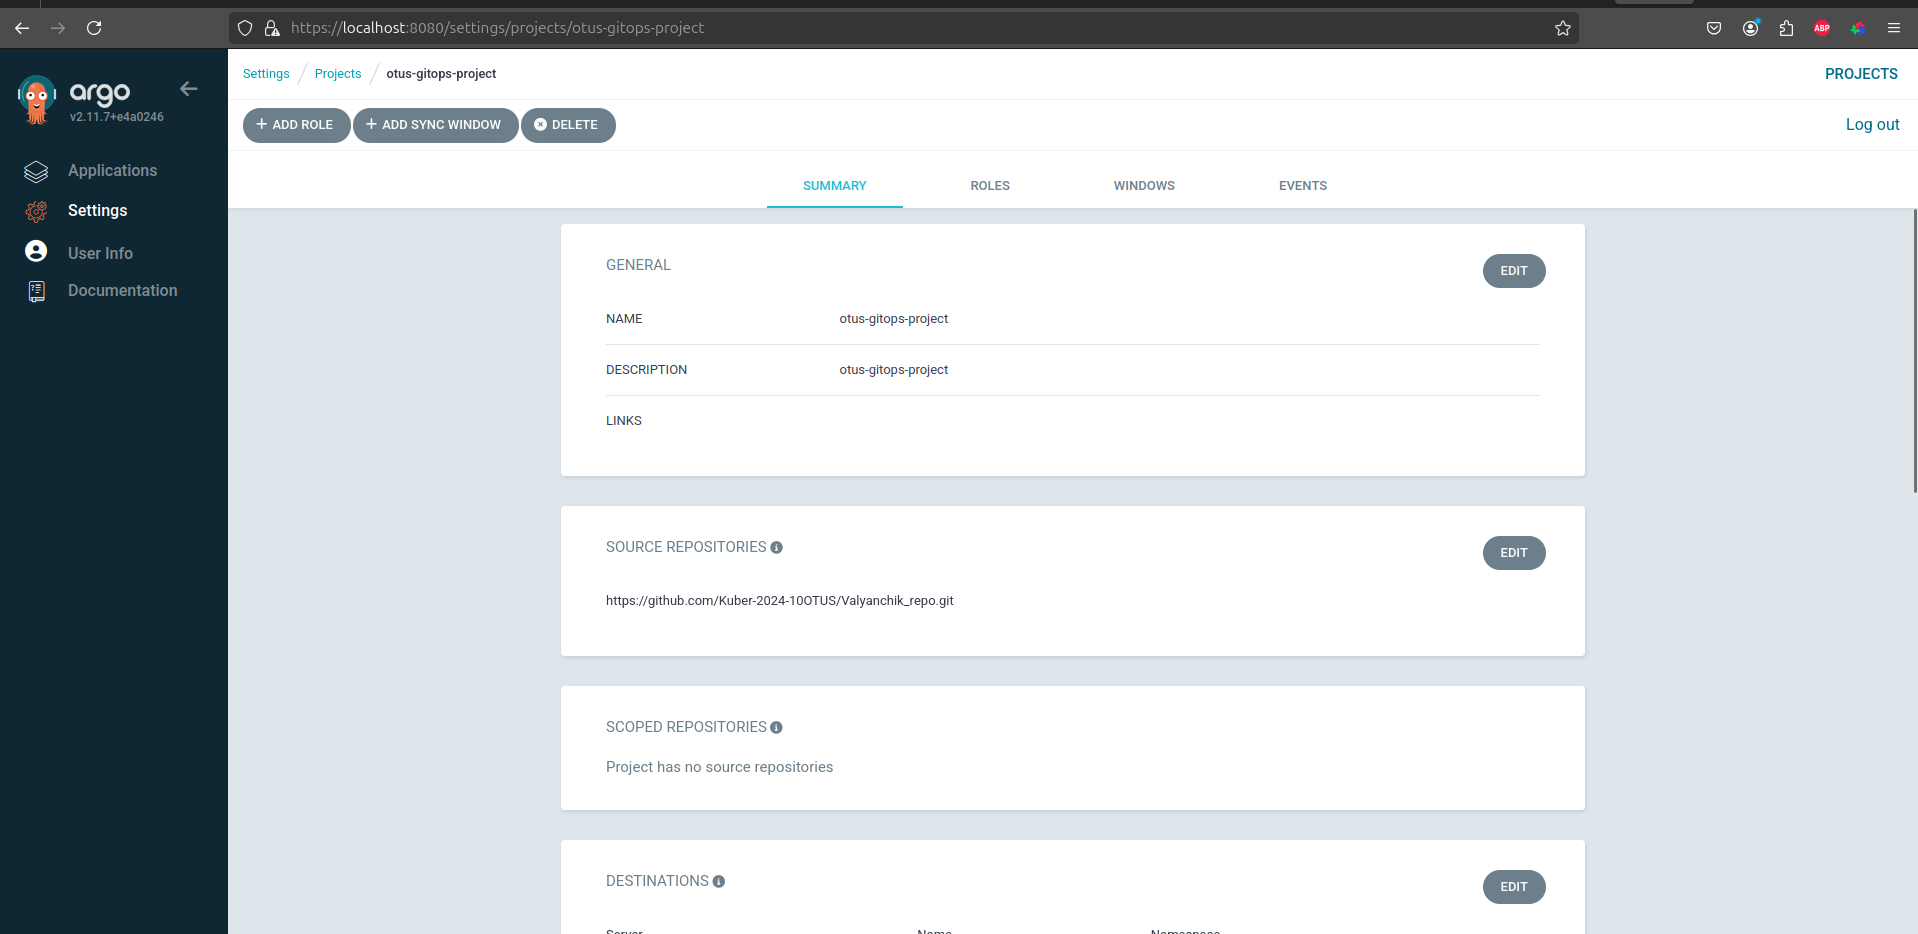 https://localhost:8080/settings/projects/otus-gitops-project
ABP
argo
v2.11.7+e4a0246
Applications
Settings
User Info
Documentation
Settings / Projects / otus-gitops-project
PROJECTS
+ ADD ROLE
+ ADD SYNC WINDOW
DELETE
Log out
SUMMARY
ROLES
WINDOWS
EVENTS
GENERAL
EDIT
NAME otus-gitops-project
DESCRIPTION otus-gitops-project
LINKS
SOURCE REPOSITORIES
EDIT
https://github.com/Kuber-2024-10OTUS/Valyanchik_repo.git
SCOPED REPOSITORIES
Project has no source repositories
DESTINATIONS
EDIT
Server Name Namespace